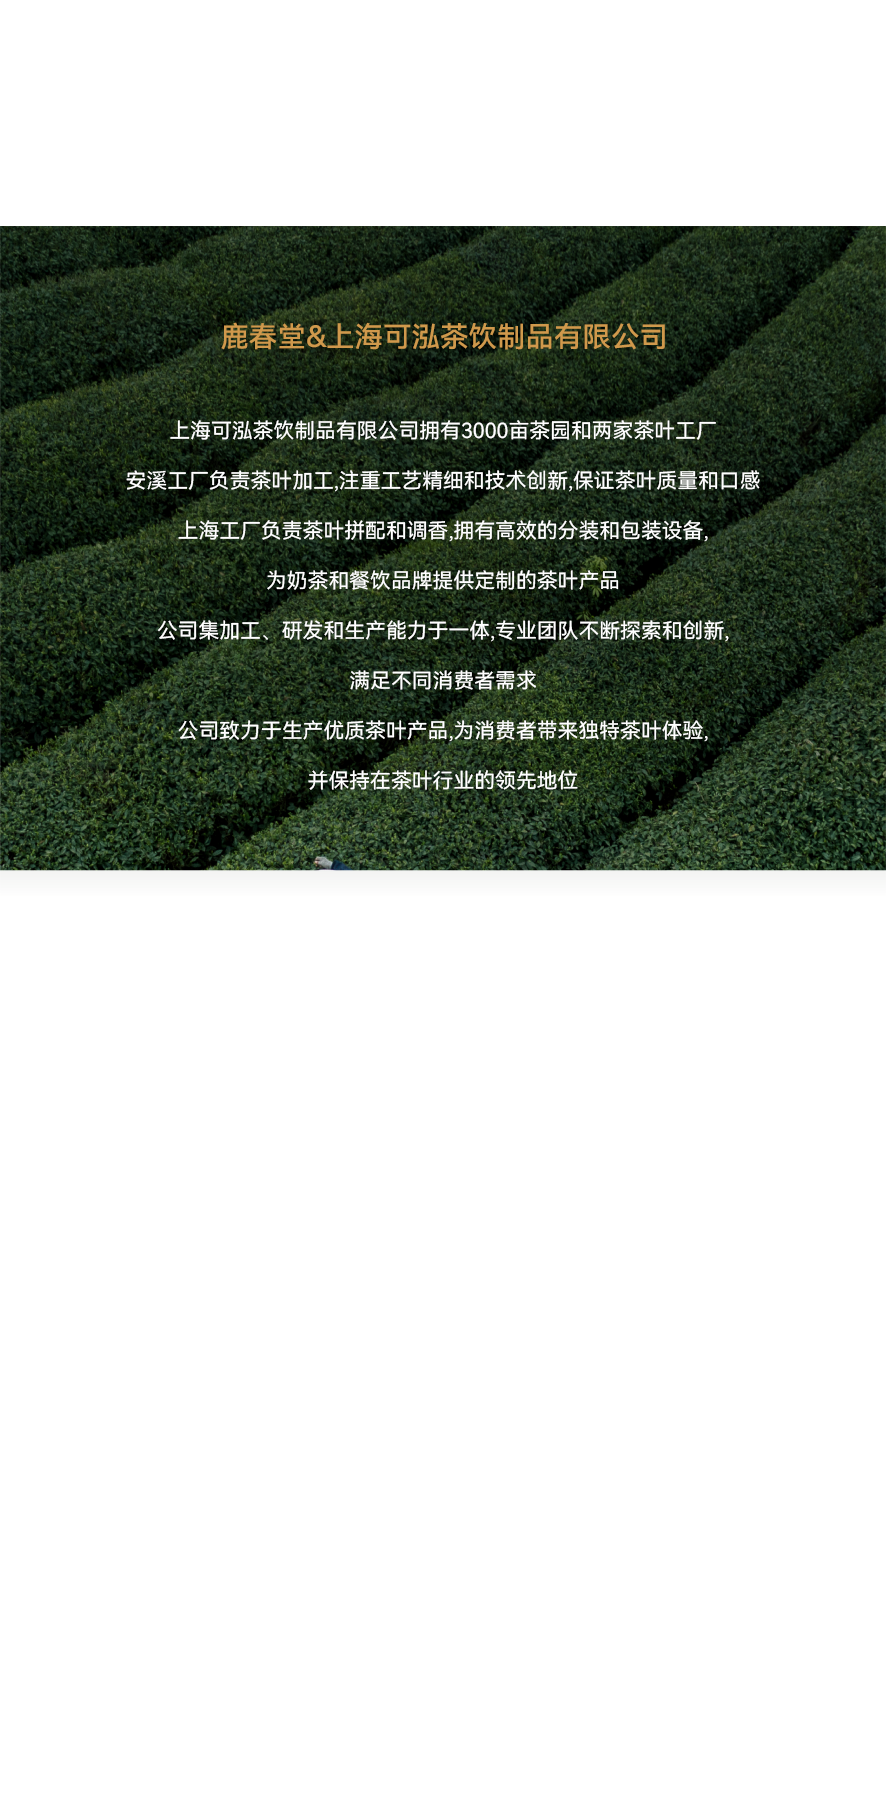 鹿春堂&上海可泓茶饮制品有限公司
上海可泓茶饮制品有限公司拥有3000亩茶园和两家茶叶工厂
安溪工厂负责茶叶加工,注重工艺精细和技术创新,保证茶叶质量和口感
上海工厂负责茶叶拼配和调香,拥有高效的分装和包装设备,
为奶茶和餐饮品牌提供定制的茶叶产品
公司集加工、研发和生产能力于一体,专业团队不断探索和创新,
满足不同消费者需求
公司致力于生产优质茶叶产品,为消费者带来独特茶叶体验,
并保持在茶叶行业的领先地位